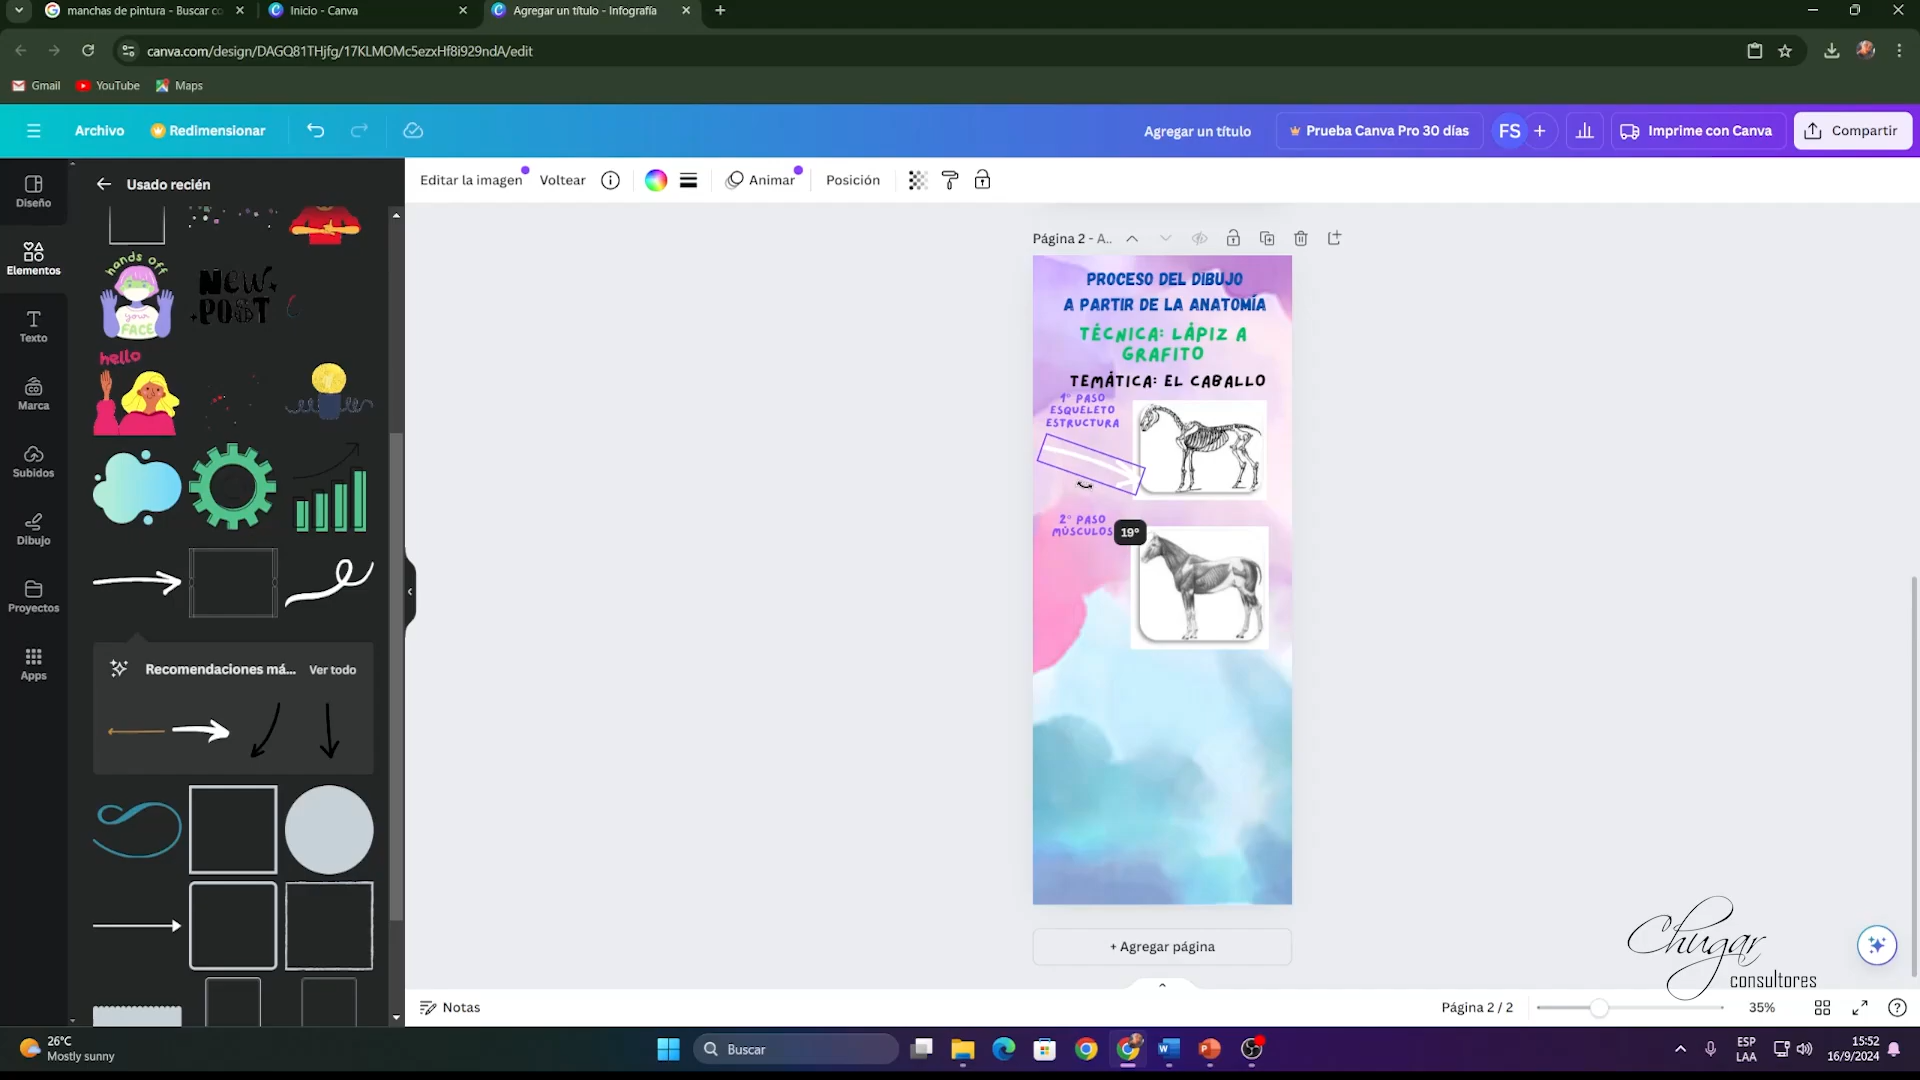 manchas de pintura - Buscar co
Inicio - Canva
Agregar un título - Infografía
canva.com/design/DAGQ81THjfg/17KLMOMc5ezxHf8i929ndA/edit
Gmail
YouTube
Maps
Archivo
Redimensionar
Agregar un título
Prueba Canva Pro 30 días
FS
Imprime con Canva
Compartir
Diseño
Elementos
Texto
Marca
Subidos
Dibujo
Proyectos
Apps
Usado recién
hands off
your
FACE
NEW
POST
hello
Recomendaciones má...
Ver todo
Editar la imagen
Voltear
Animar
Posición
Página 2 - A..
PROCESO DEL DIBUJO
A PARTIR DE LA ANATOMÍA
TÉCNICA: LÁPIZ A
GRAFITO
TEMÁTICA: EL CABALLO
1° PASO
ESQUELETO
ESTRUCTURA
2° PASO
MÚSCULOS
19°
+ Agregar página
Chugar
consultores
Notas
Página 2 / 2
35%
26°C
Mostly sunny
Buscar
ESP
LAA
15:52
16/9/2024